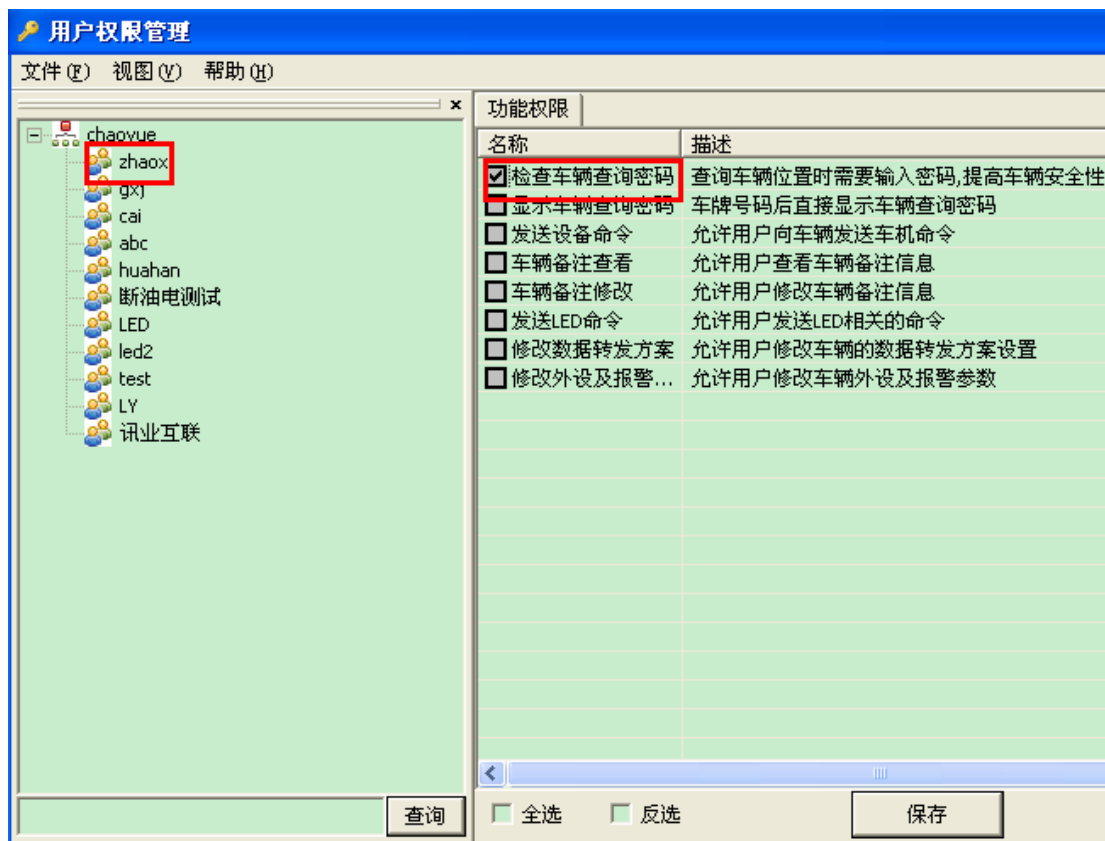 用户权限管理
文件(F) 视图(V) 帮助(H)
chaoyue
zhaox
gxj
cai
abc
huahan
断油电测试
LED
led2
test
LY
讯业互联
查询
功能权限
名称 描述
检查车辆查询密码 查询车辆位置时需要输入密码,提高车辆安全性
显示车辆查询密码 车牌号码后直接显示车辆查询密码
发送设备命令 允许用户向车辆发送车机命令
车辆备注查看 允许用户查看车辆备注信息
车辆备注修改 允许用户修改车辆备注信息
发送LED命令 允许用户发送LED相关的命令
修改数据转发方案 允许用户修改车辆的数据转发方案设置
修改外设及报警... 允许用户修改车辆外设及报警参数
全选 反选 保存